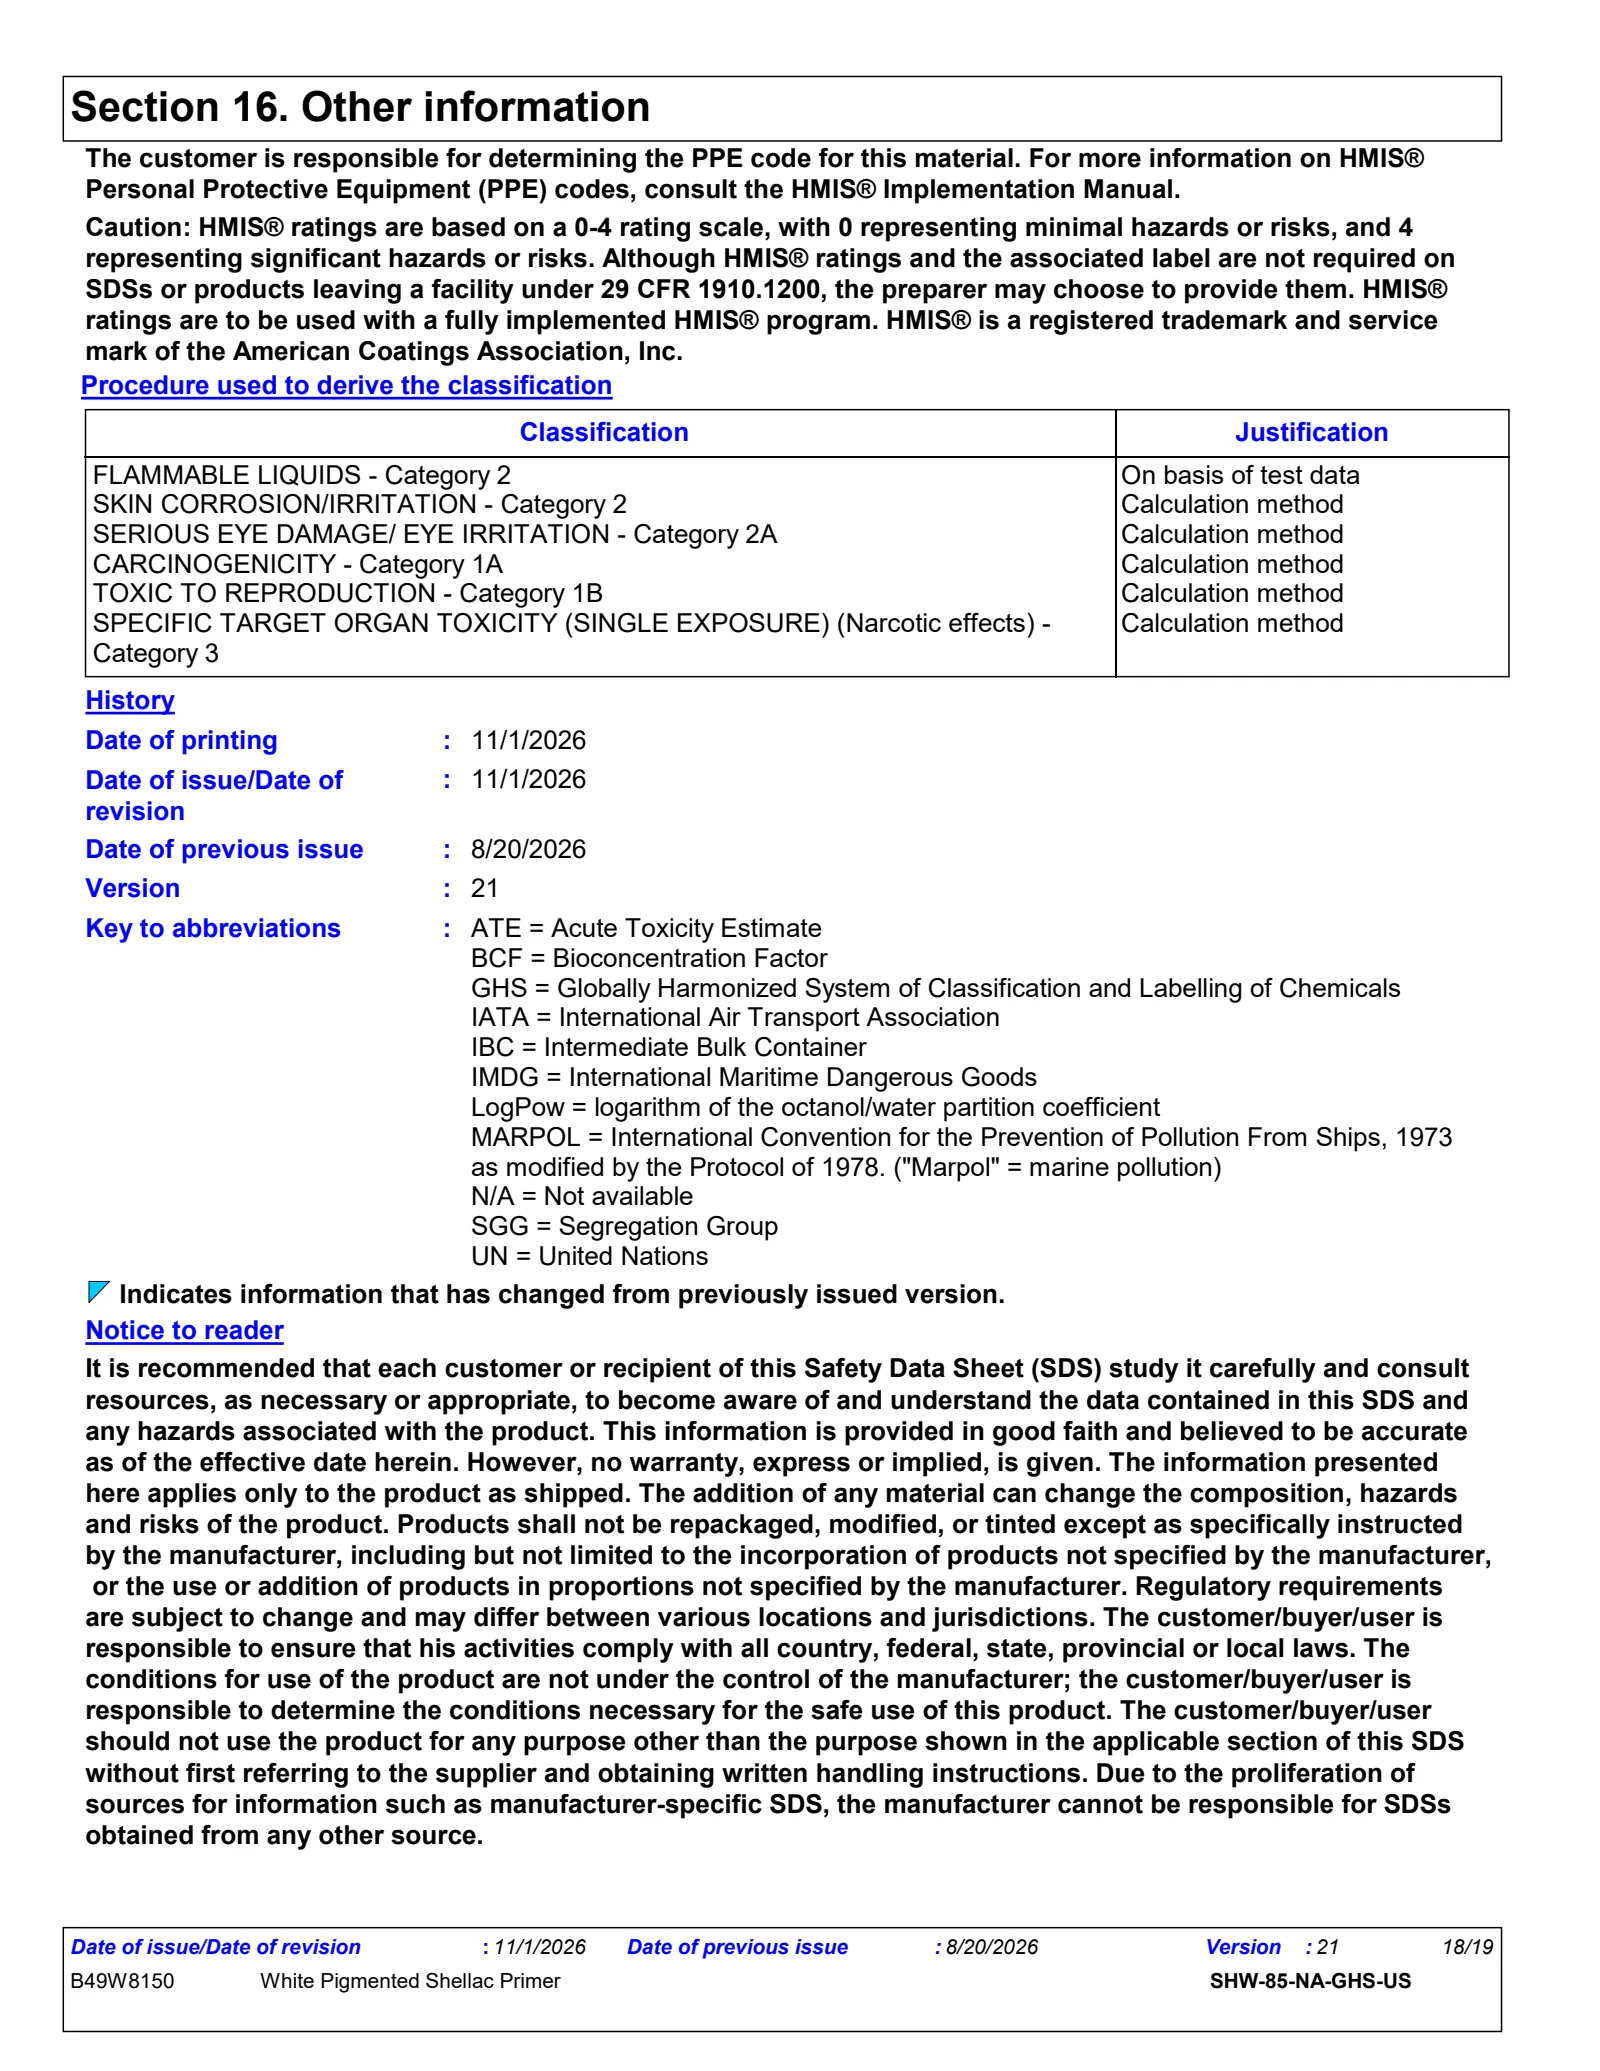 Section 16. Other information
The customer is responsible for determining the PPE code for this material. For more information on HMIS®
Personal Protective Equipment (PPE) codes, consult the HMIS® Implementation Manual.
Caution: HMIS® ratings are based on a 0-4 rating scale, with 0 representing minimal hazards or risks, and 4
representing significant hazards or risks. Although HMIS® ratings and the associated label are not required on
SDSs or products leaving a facility under 29 CFR 1910.1200, the preparer may choose to provide them. HMIS®
ratings are to be used with a fully implemented HMIS® program. HMIS® is a registered trademark and service
mark of the American Coatings Association, Inc.
Procedure used to derive the classification
Classification Justification
FLAMMABLE LIQUIDS - Category 2 On basis of test data
SKIN CORROSION/IRRITATION - Category 2 Calculation method
SERIOUS EYE DAMAGE/ EYE IRRITATION - Category 2A Calculation method
CARCINOGENICITY - Category 1A Calculation method
TOXIC TO REPRODUCTION - Category 1B Calculation method
SPECIFIC TARGET ORGAN TOXICITY (SINGLE EXPOSURE) (Narcotic effects) - Calculation method
Category 3
History
Date of printing : 11/1/2026
Date of issue/Date of : 11/1/2026
revision
Date of previous issue : 8/20/2026
Version : 21
Key to abbreviations : ATE = Acute Toxicity Estimate
BCF = Bioconcentration Factor
GHS = Globally Harmonized System of Classification and Labelling of Chemicals
IATA = International Air Transport Association
IBC = Intermediate Bulk Container
IMDG = International Maritime Dangerous Goods
LogPow = logarithm of the octanol/water partition coefficient
MARPOL = International Convention for the Prevention of Pollution From Ships, 1973
as modified by the Protocol of 1978. ("Marpol" = marine pollution)
N/A = Not available
SGG = Segregation Group
UN = United Nations
Indicates information that has changed from previously issued version.
Notice to reader
It is recommended that each customer or recipient of this Safety Data Sheet (SDS) study it carefully and consult
resources, as necessary or appropriate, to become aware of and understand the data contained in this SDS and
any hazards associated with the product. This information is provided in good faith and believed to be accurate
as of the effective date herein. However, no warranty, express or implied, is given. The information presented
here applies only to the product as shipped. The addition of any material can change the composition, hazards
and risks of the product. Products shall not be repackaged, modified, or tinted except as specifically instructed
by the manufacturer, including but not limited to the incorporation of products not specified by the manufacturer,
or the use or addition of products in proportions not specified by the manufacturer. Regulatory requirements
are subject to change and may differ between various locations and jurisdictions. The customer/buyer/user is
responsible to ensure that his activities comply with all country, federal, state, provincial or local laws. The
conditions for use of the product are not under the control of the manufacturer; the customer/buyer/user is
responsible to determine the conditions necessary for the safe use of this product. The customer/buyer/user
should not use the product for any purpose other than the purpose shown in the applicable section of this SDS
without first referring to the supplier and obtaining written handling instructions. Due to the proliferation of
sources for information such as manufacturer-specific SDS, the manufacturer cannot be responsible for SDSs
obtained from any other source.
Date of issue/Date of revision : 11/1/2026 Date of previous issue : 8/20/2026 Version : 21 18/19
B49W8150 White Pigmented Shellac Primer SHW-85-NA-GHS-US